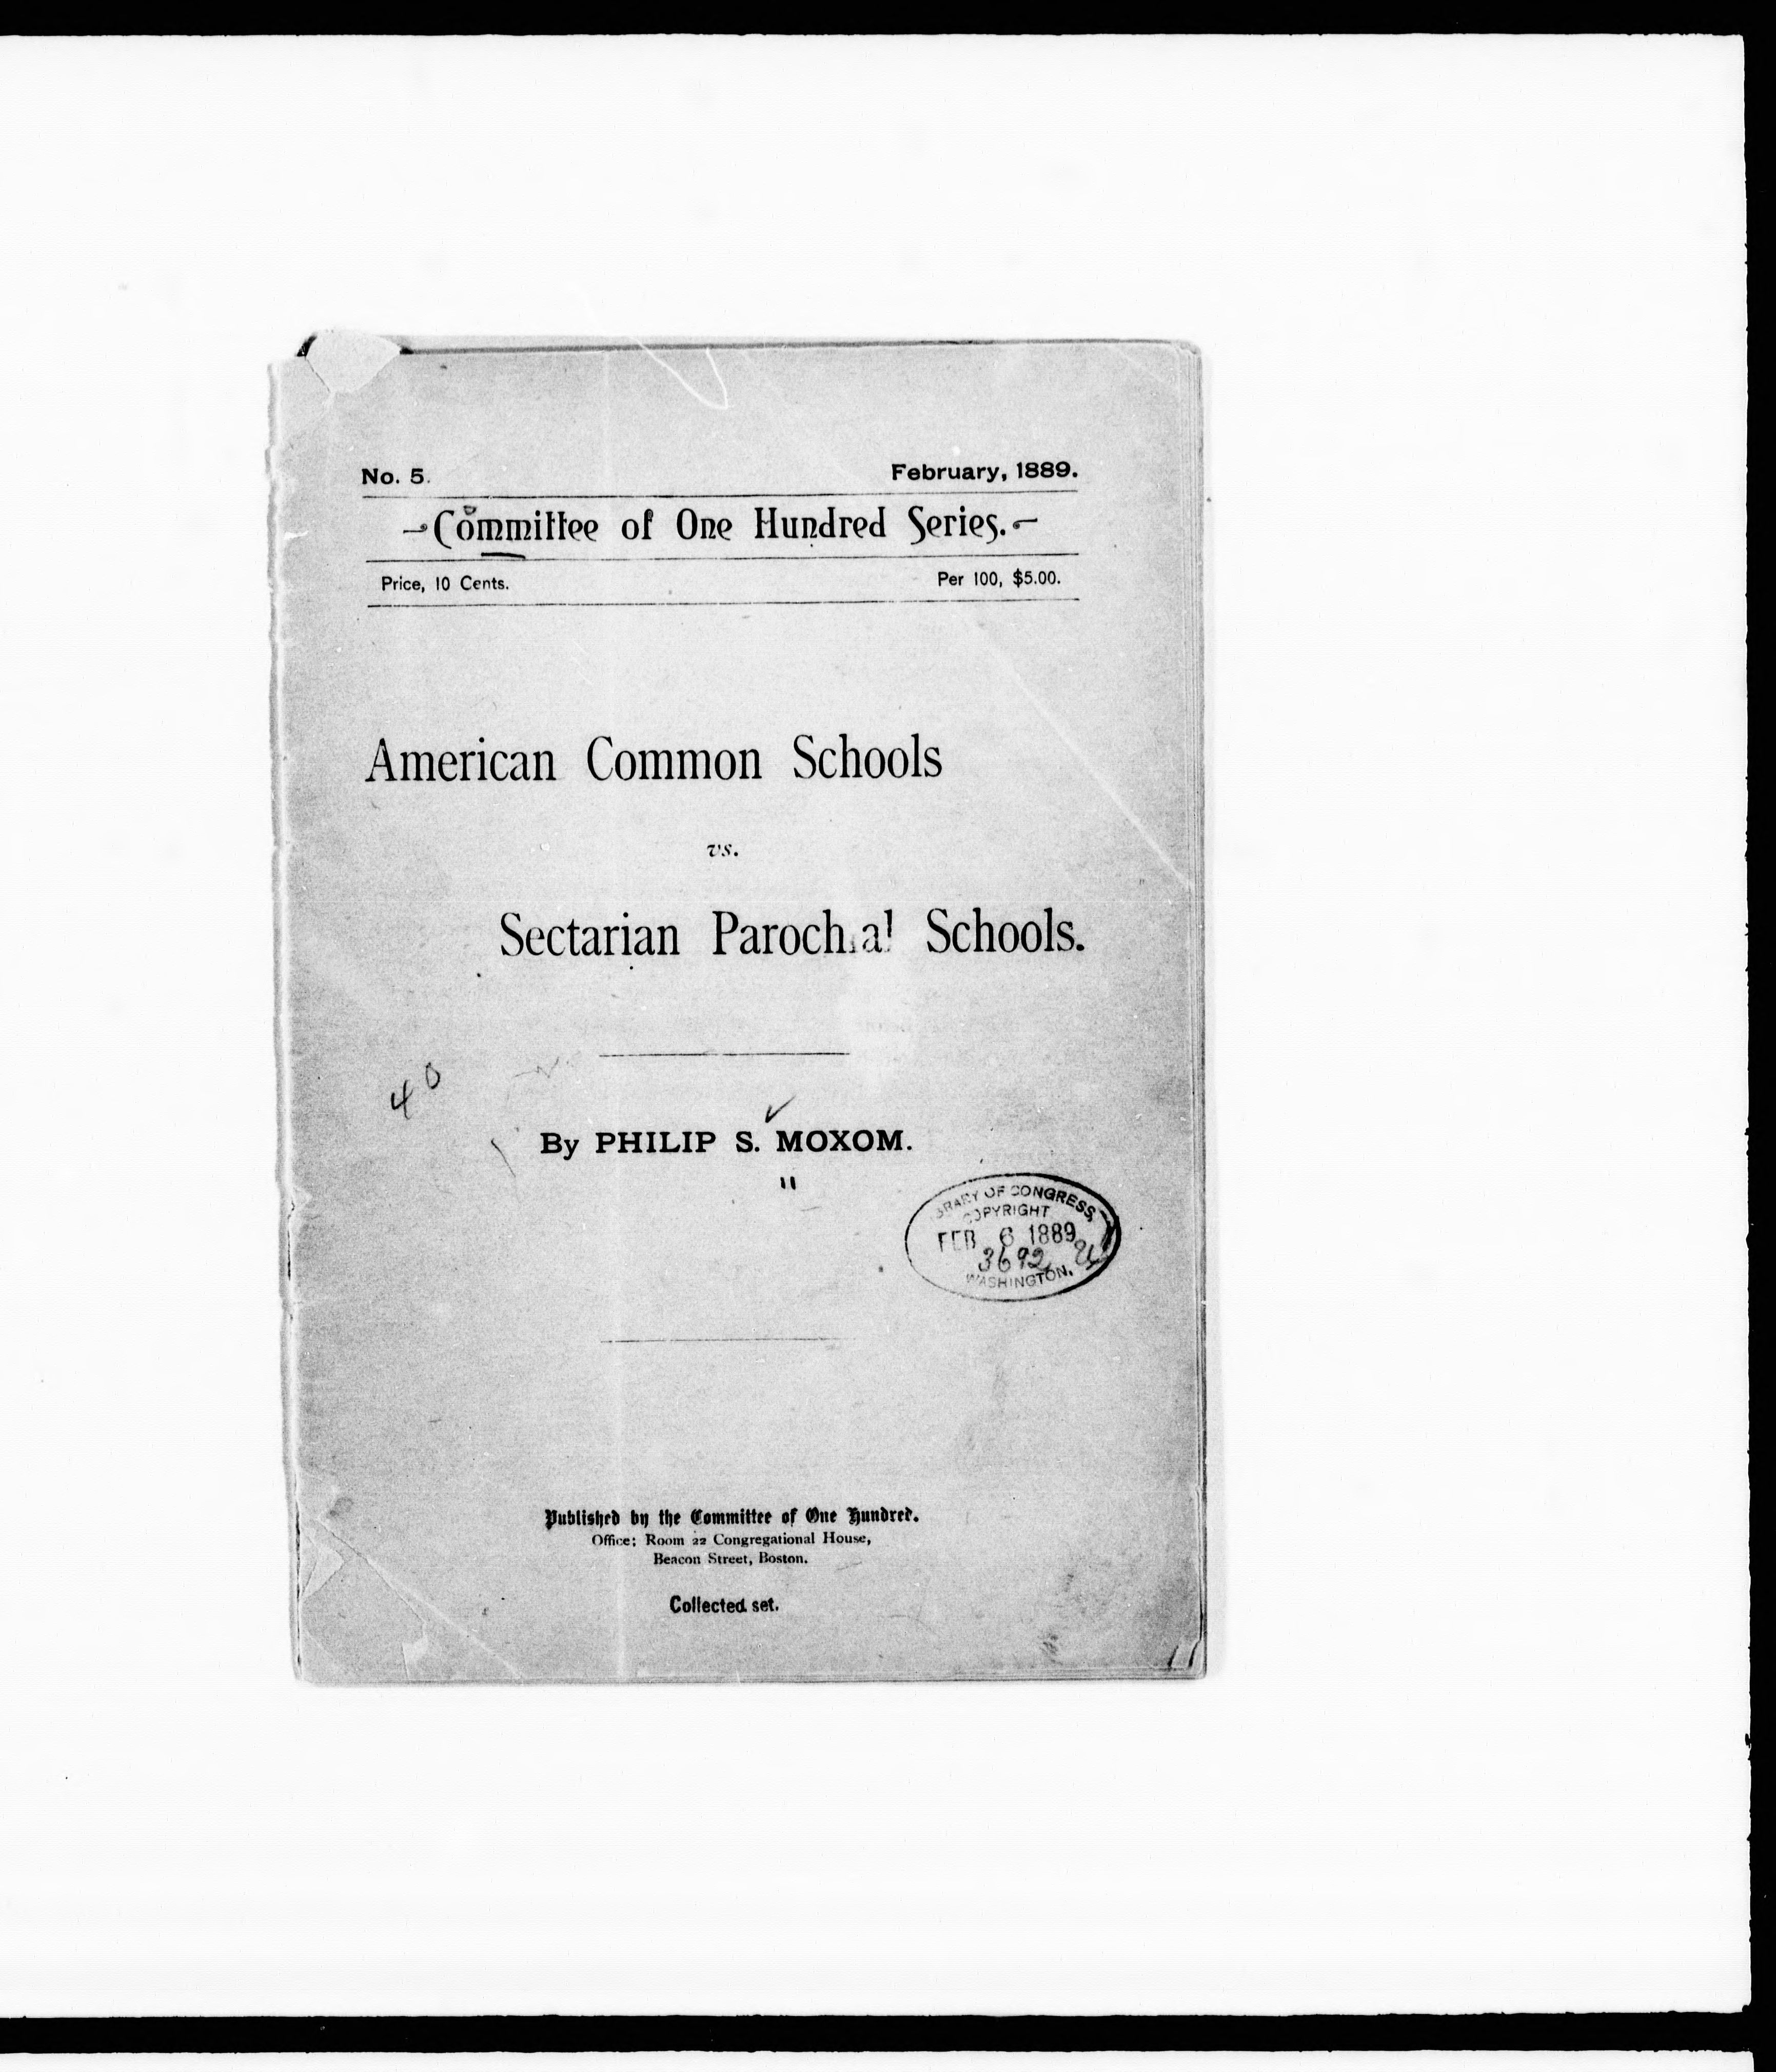 No. 5.
February, 1889.
Committee of One Hundred Series.
Price, 10 Cents.
Per 100, $5.00.
American Common Schools
vs.
Sectarian Parochial Schools.
40
By PHILIP S. MOXOM.
LIBRARY OF CONGRESS,
COPYRIGHT
FEB 6 1889
3692
WASHINGTON.
Published by the Committee of One Hundred.
Office; Room 22 Congregational House,
Beacon Street, Boston.
Collected set.